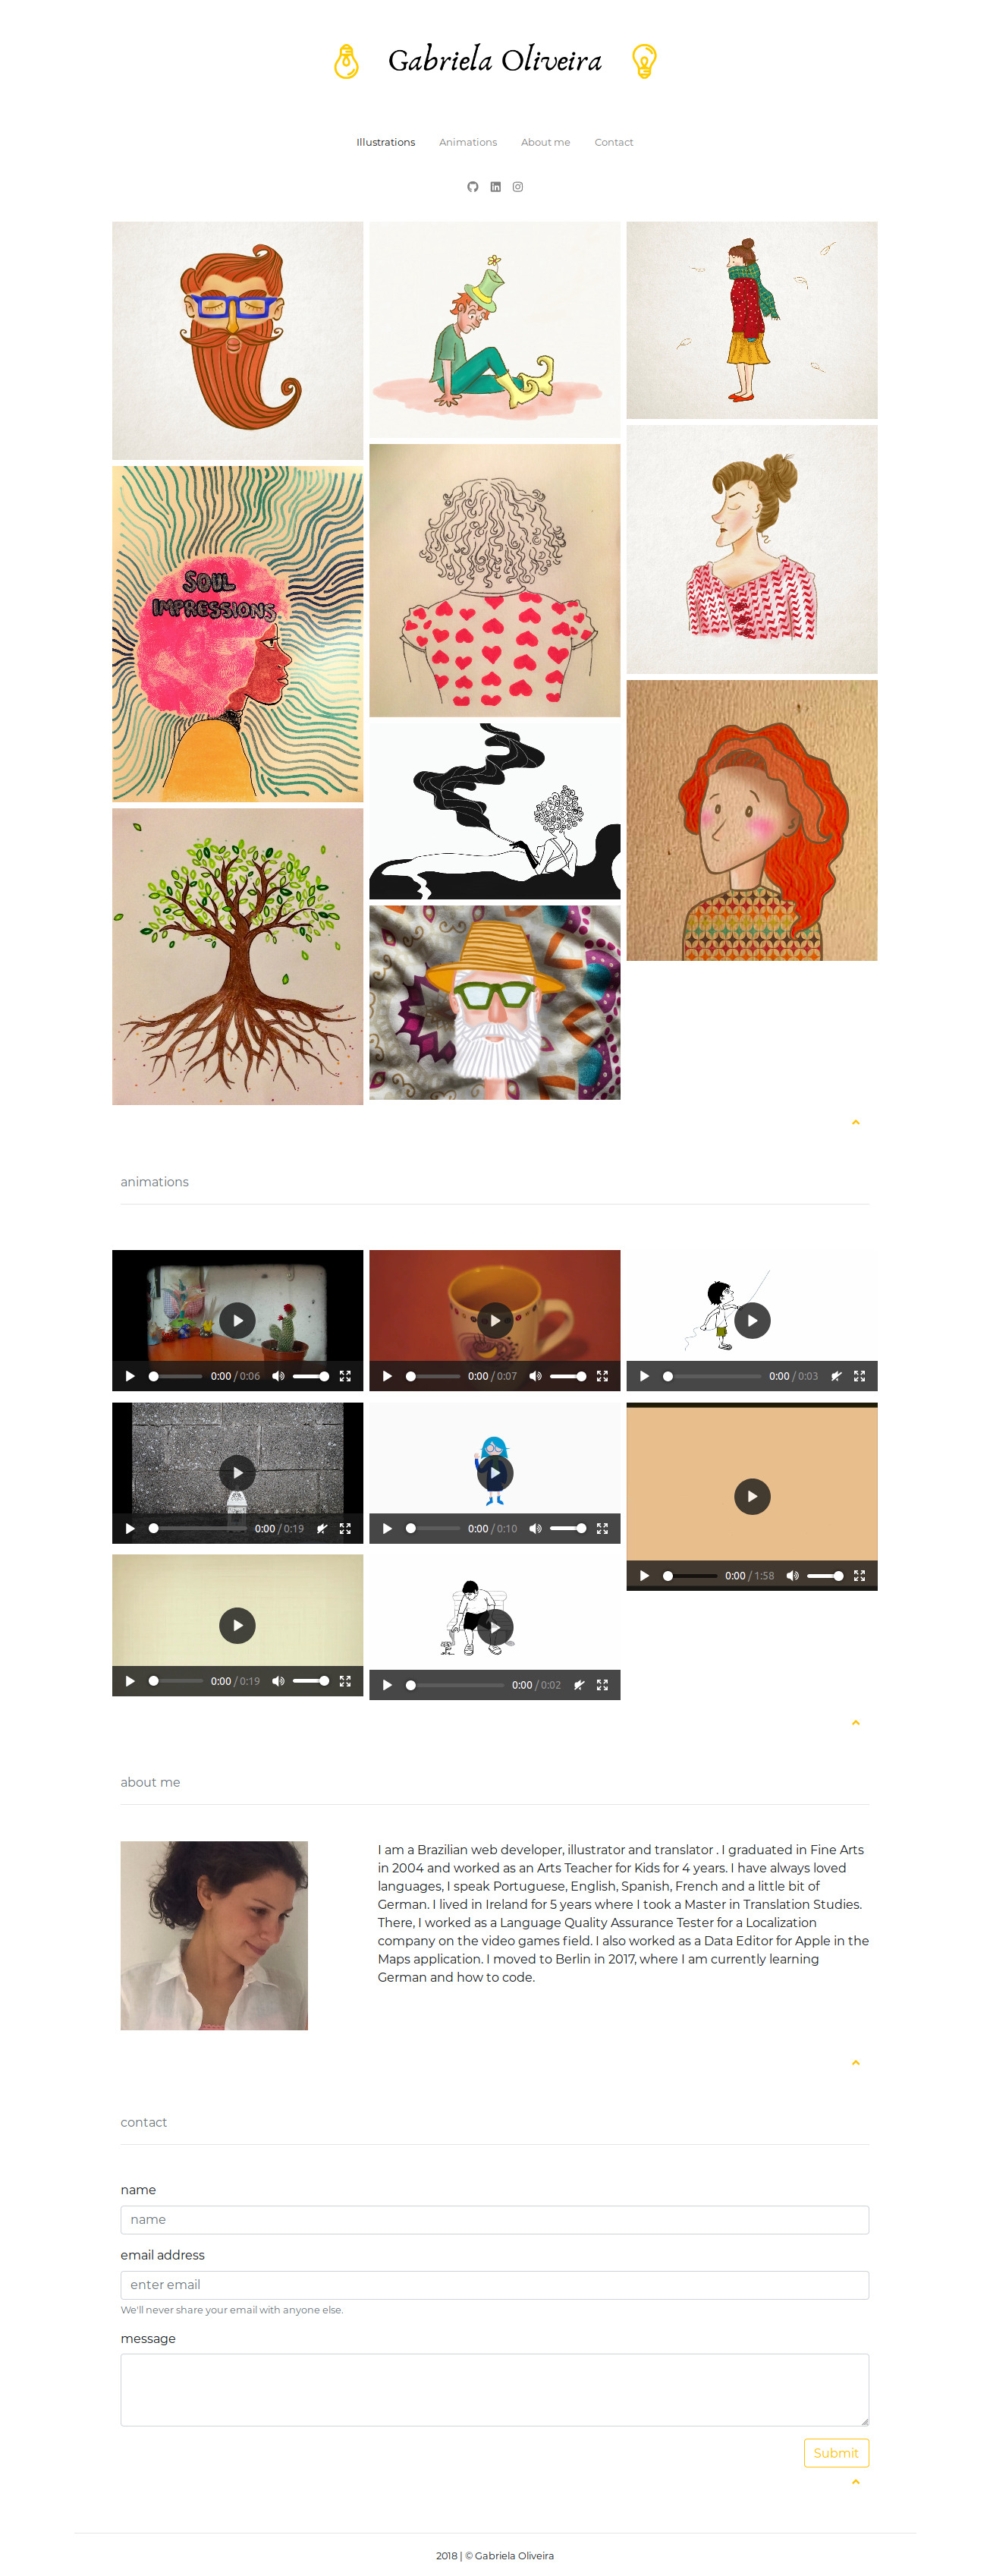 Gabriela Oliveira
Illustrations Animations About me Contact
SOUL
IMPRESSIONS
animations
0:00 / 0:06
0:00 / 0:07
0:00 / 0:03
0:00 / 0:19
0:00 / 0:10
0:00 / 1:58
0:00 / 0:19
0:00 / 0:02
about me
I am a Brazilian web developer, illustrator and translator . I graduated in Fine Arts
in 2004 and worked as an Arts Teacher for Kids for 4 years. I have always loved
languages, I speak Portuguese, English, Spanish, French and a little bit of
German. I lived in Ireland for 5 years where I took a Master in Translation Studies.
There, I worked as a Language Quality Assurance Tester for a Localization
company on the video games field. I also worked as a Data Editor for Apple in the
Maps application. I moved to Berlin in 2017, where I am currently learning
German and how to code.
contact
name
name
email address
enter email
We'll never share your email with anyone else.
message
Submit
2018 | © Gabriela Oliveira